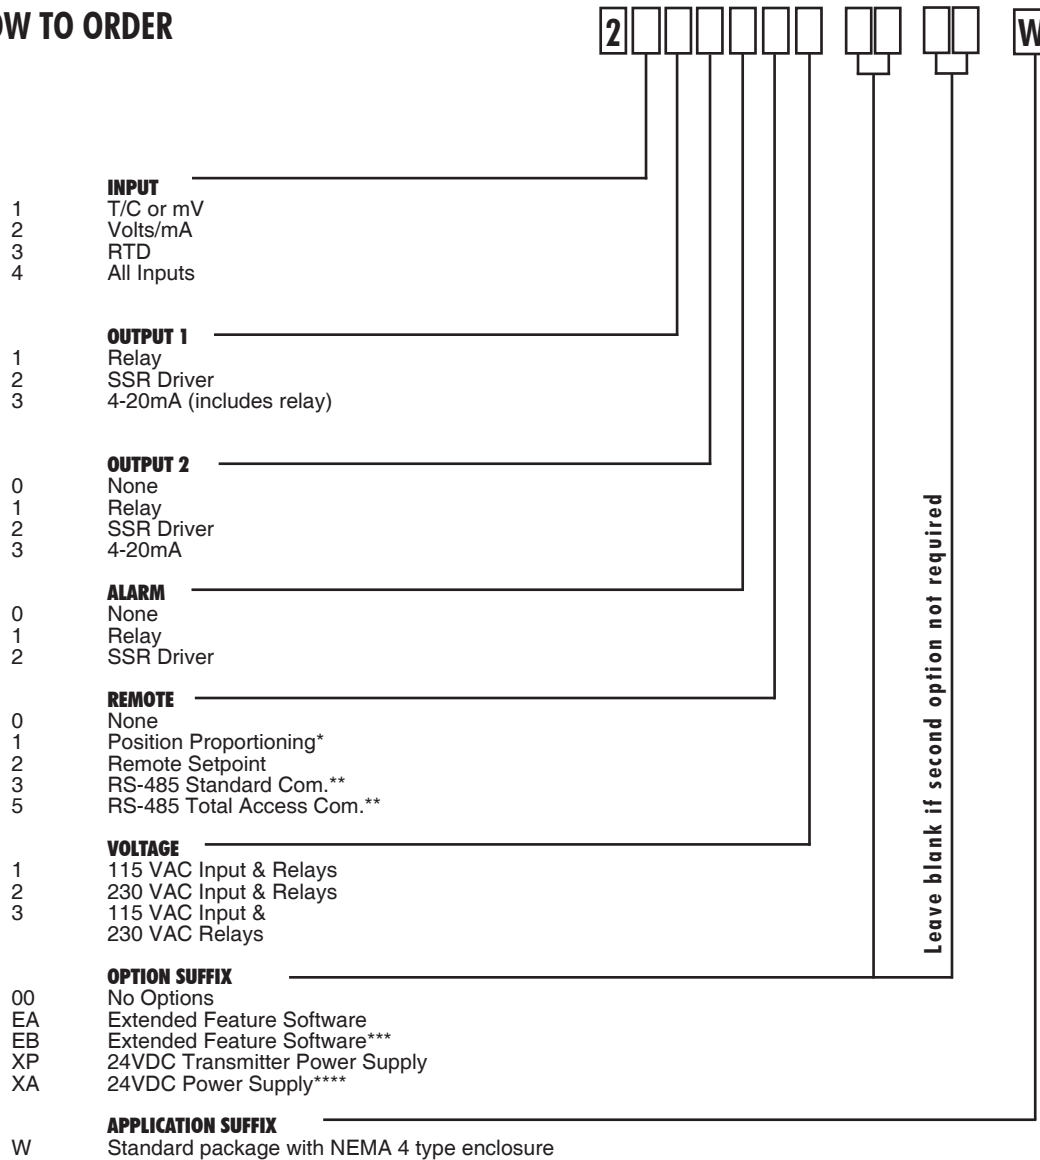 OW TO ORDER
2 W
INPUT
1 T/C or mV
2 Volts/mA
3 RTD
4 All Inputs
OUTPUT 1
1 Relay
2 SSR Driver
3 4-20mA (includes relay)
OUTPUT 2
0 None
1 Relay
2 SSR Driver
3 4-20mA
ALARM
0 None
1 Relay
2 SSR Driver
REMOTE
0 None
1 Position Proportioning*
2 Remote Setpoint
3 RS-485 Standard Com.**
5 RS-485 Total Access Com.**
VOLTAGE
1 115 VAC Input & Relays
2 230 VAC Input & Relays
3 115 VAC Input &
230 VAC Relays
Leave blank if second option not required
OPTION SUFFIX
00 No Options
EA Extended Feature Software
EB Extended Feature Software***
XP 24VDC Transmitter Power Supply
XA 24VDC Power Supply****
APPLICATION SUFFIX
W Standard package with NEMA 4 type enclosure